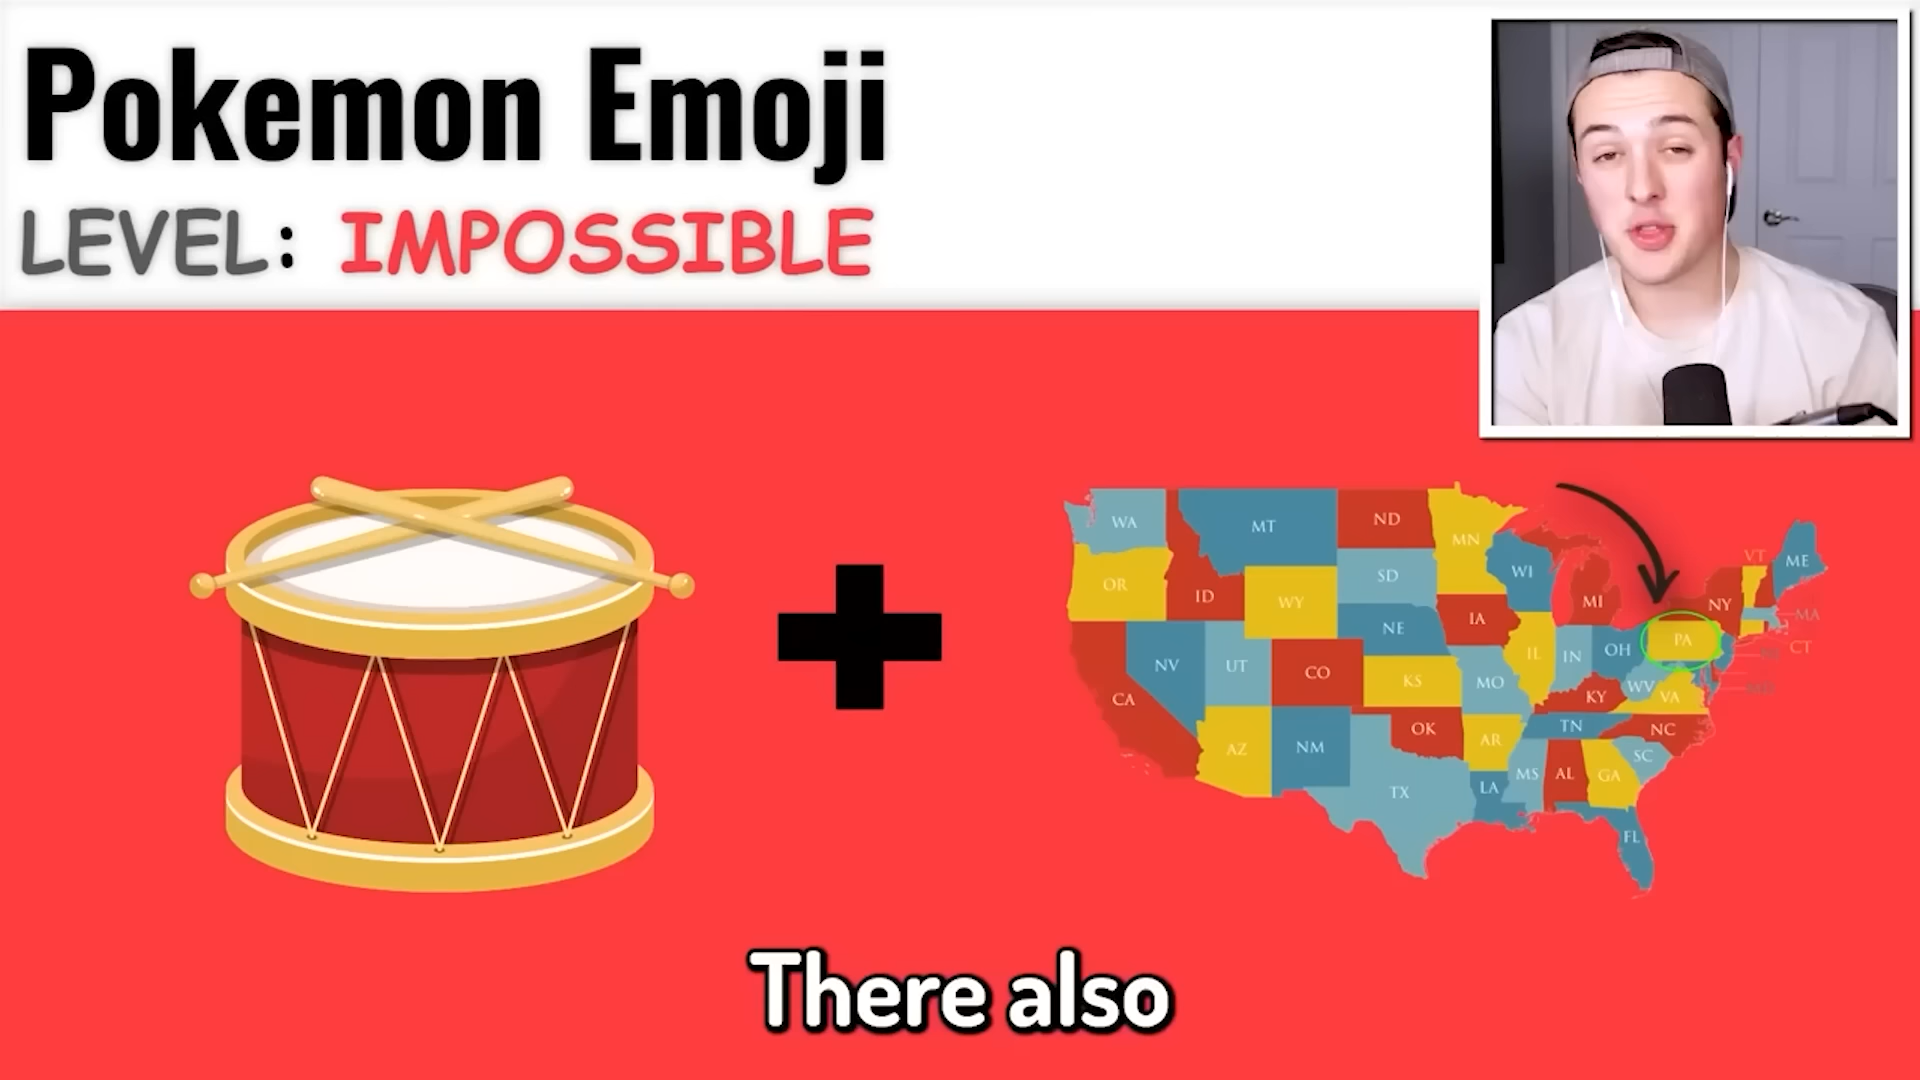 Pokemon Emoji
LEVEL: IMPOSSIBLE
WA
MT
ND
MN
OR
ID
WY
SD
WI
MI
VT
ME
NY
MA
CT
NE
IA
PA
NV
UT
CO
KS
MO
IL
IN
OH
WV
VA
KY
CA
AZ
NM
OK
AR
TN
NC
SC
TX
LA
MS
AL
GA
FL
There also